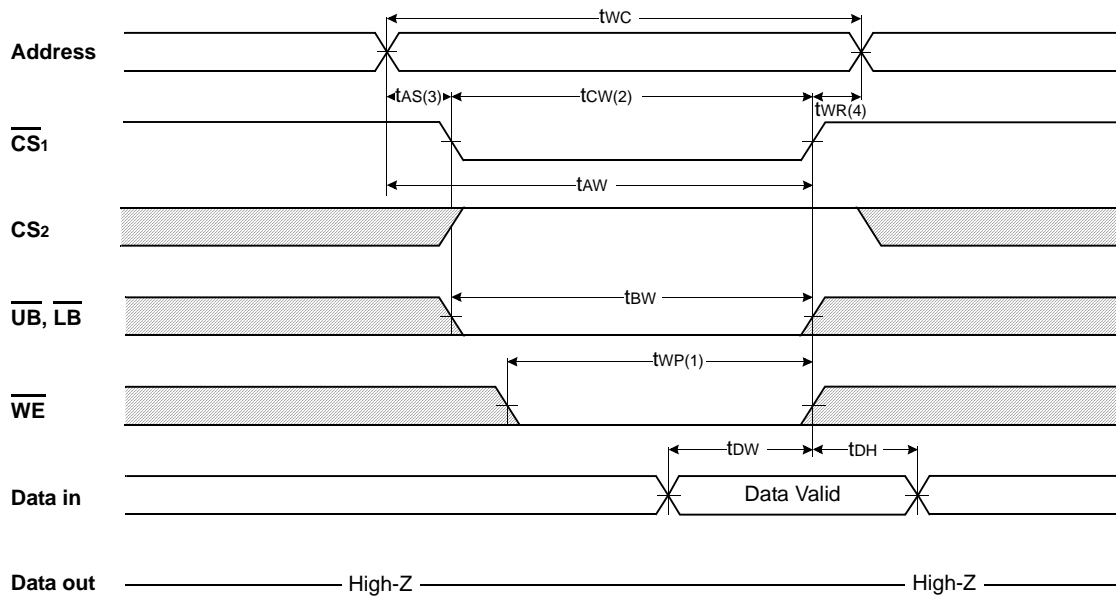 tWC
Address
tAS(3) tCW(2) tWR(4)
CS1
tAW
CS2
tBW
UB, LB
tWP(1)
WE
tDW tDH
Data in Data Valid
Data out High-Z High-Z